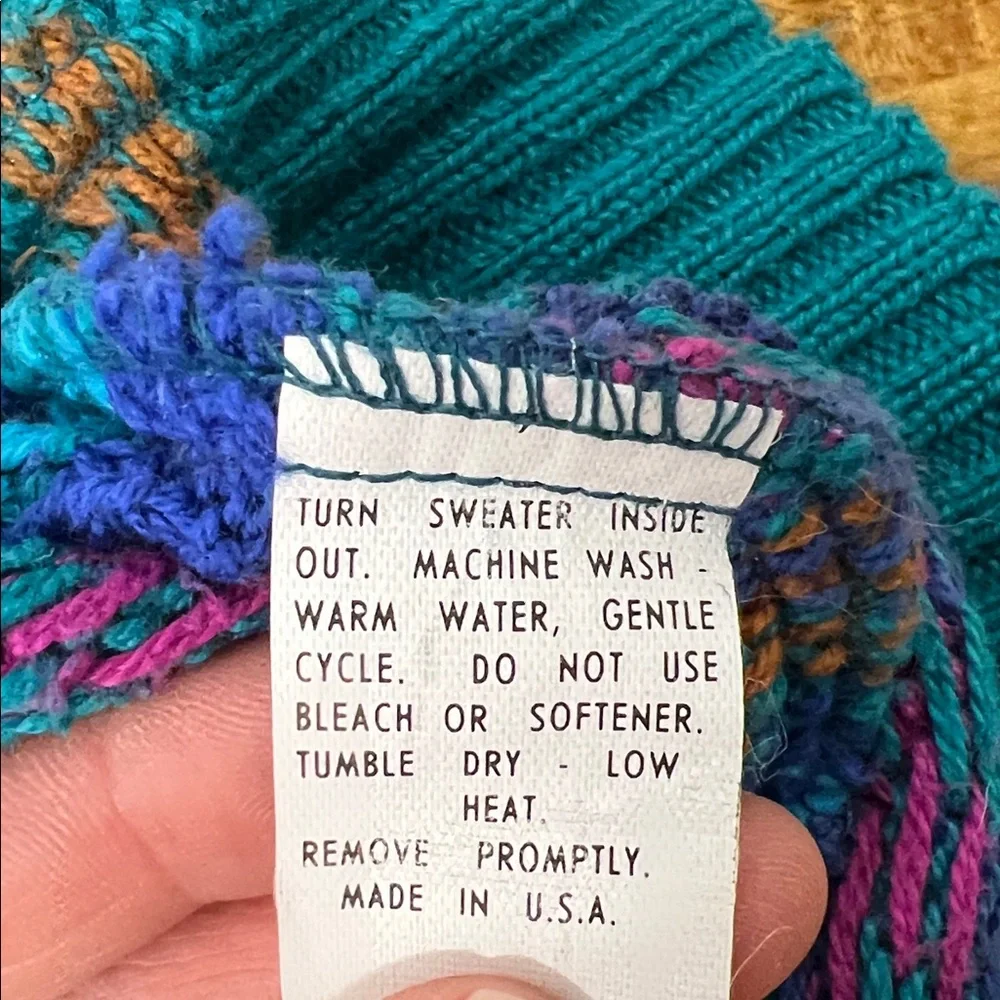 TURN SWEATER INSIDE
OUT. MACHINE WASH -
WARM WATER, GENTLE
CYCLE. DO NOT USE
BLEACH OR SOFTENER.
TUMBLE DRY - LOW
HEAT.
REMOVE PROMPTLY.
MADE IN U.S.A.